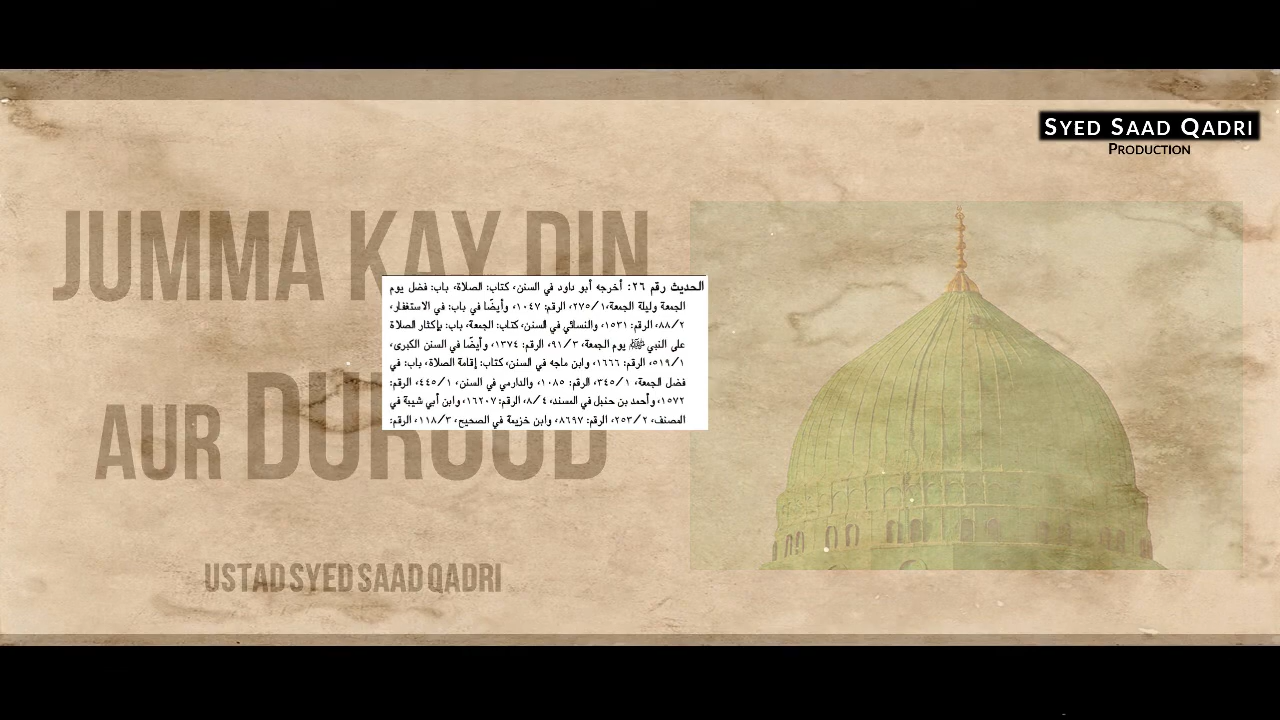 SYED SAAD QADRI
PRODUCTION
JUMMA KAY DIN
الحديث رقم ٢٦: أخرجه أبو داود في السنن، كتاب: الصلاة، باب: فضل يوم
الجمعة وليلة الجمعة، ١/٢٧٥، الرقم: ١٠٤٧، وأيضًا في باب: في الاستغفار،
٢/٨٨، الرقم: ١٥٣١، والنسائي في السنن، كتاب: الجمعة، باب: بإكثار الصلاة
على النبي ﷺ يوم الجمعة، ٣/٩١، الرقم: ١٣٧٤، وأيضًا في السنن الكبرى،
١/٥١٩، الرقم: ١٦٦٦، وابن ماجه في السنن، كتاب: إقامة الصلاة، باب: في
فضل الجمعة، ١/٣٤٥، الرقم: ١٠٨٥، والدارمي في السنن، ١/٤٤٥، الرقم:
١٥٧٢، وأحمد بن حنبل في المسند، ٤/٨، الرقم: ١٦٢٠٧، وابن أبي شيبة في
المصنف، ٢/٢٥٣، الرقم: ٨٦٩٧، وابن خزيمة في الصحيح، ٣/١١٨، الرقم:
AUR DUROOD
USTAD SYED SAAD QADRI